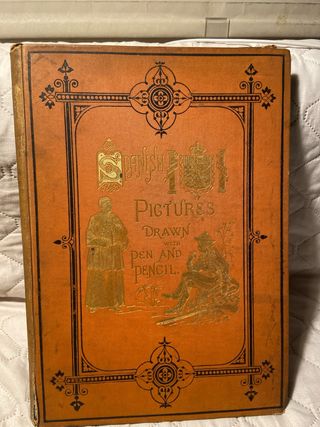 Spanish
PICTURES
DRAWN
WITH
PEN AND
PENCIL.